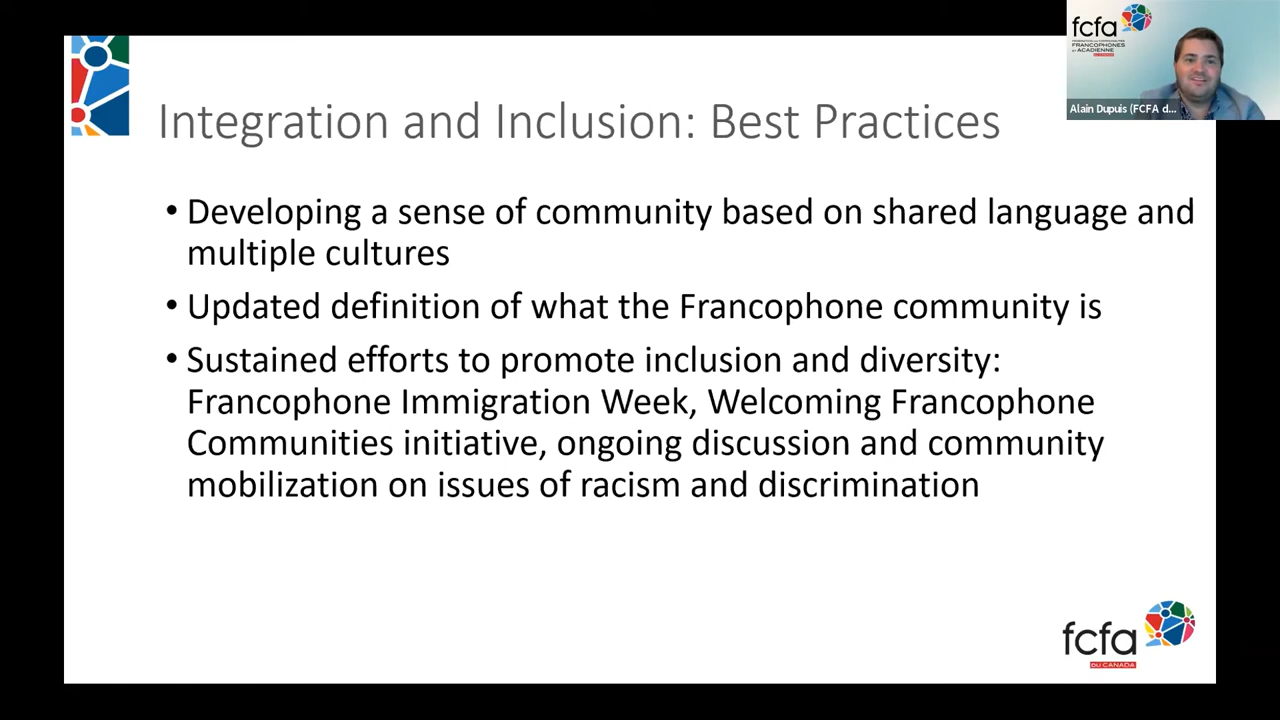 fcfa
FRANCOPHONES
ET ACADIENNE
DU CANADA
Alain Dupuis (FCFA d...
Integration and Inclusion: Best Practices
• Developing a sense of community based on shared language and
multiple cultures
• Updated definition of what the Francophone community is
• Sustained efforts to promote inclusion and diversity:
Francophone Immigration Week, Welcoming Francophone
Communities initiative, ongoing discussion and community
mobilization on issues of racism and discrimination
fcfa
DU CANADA